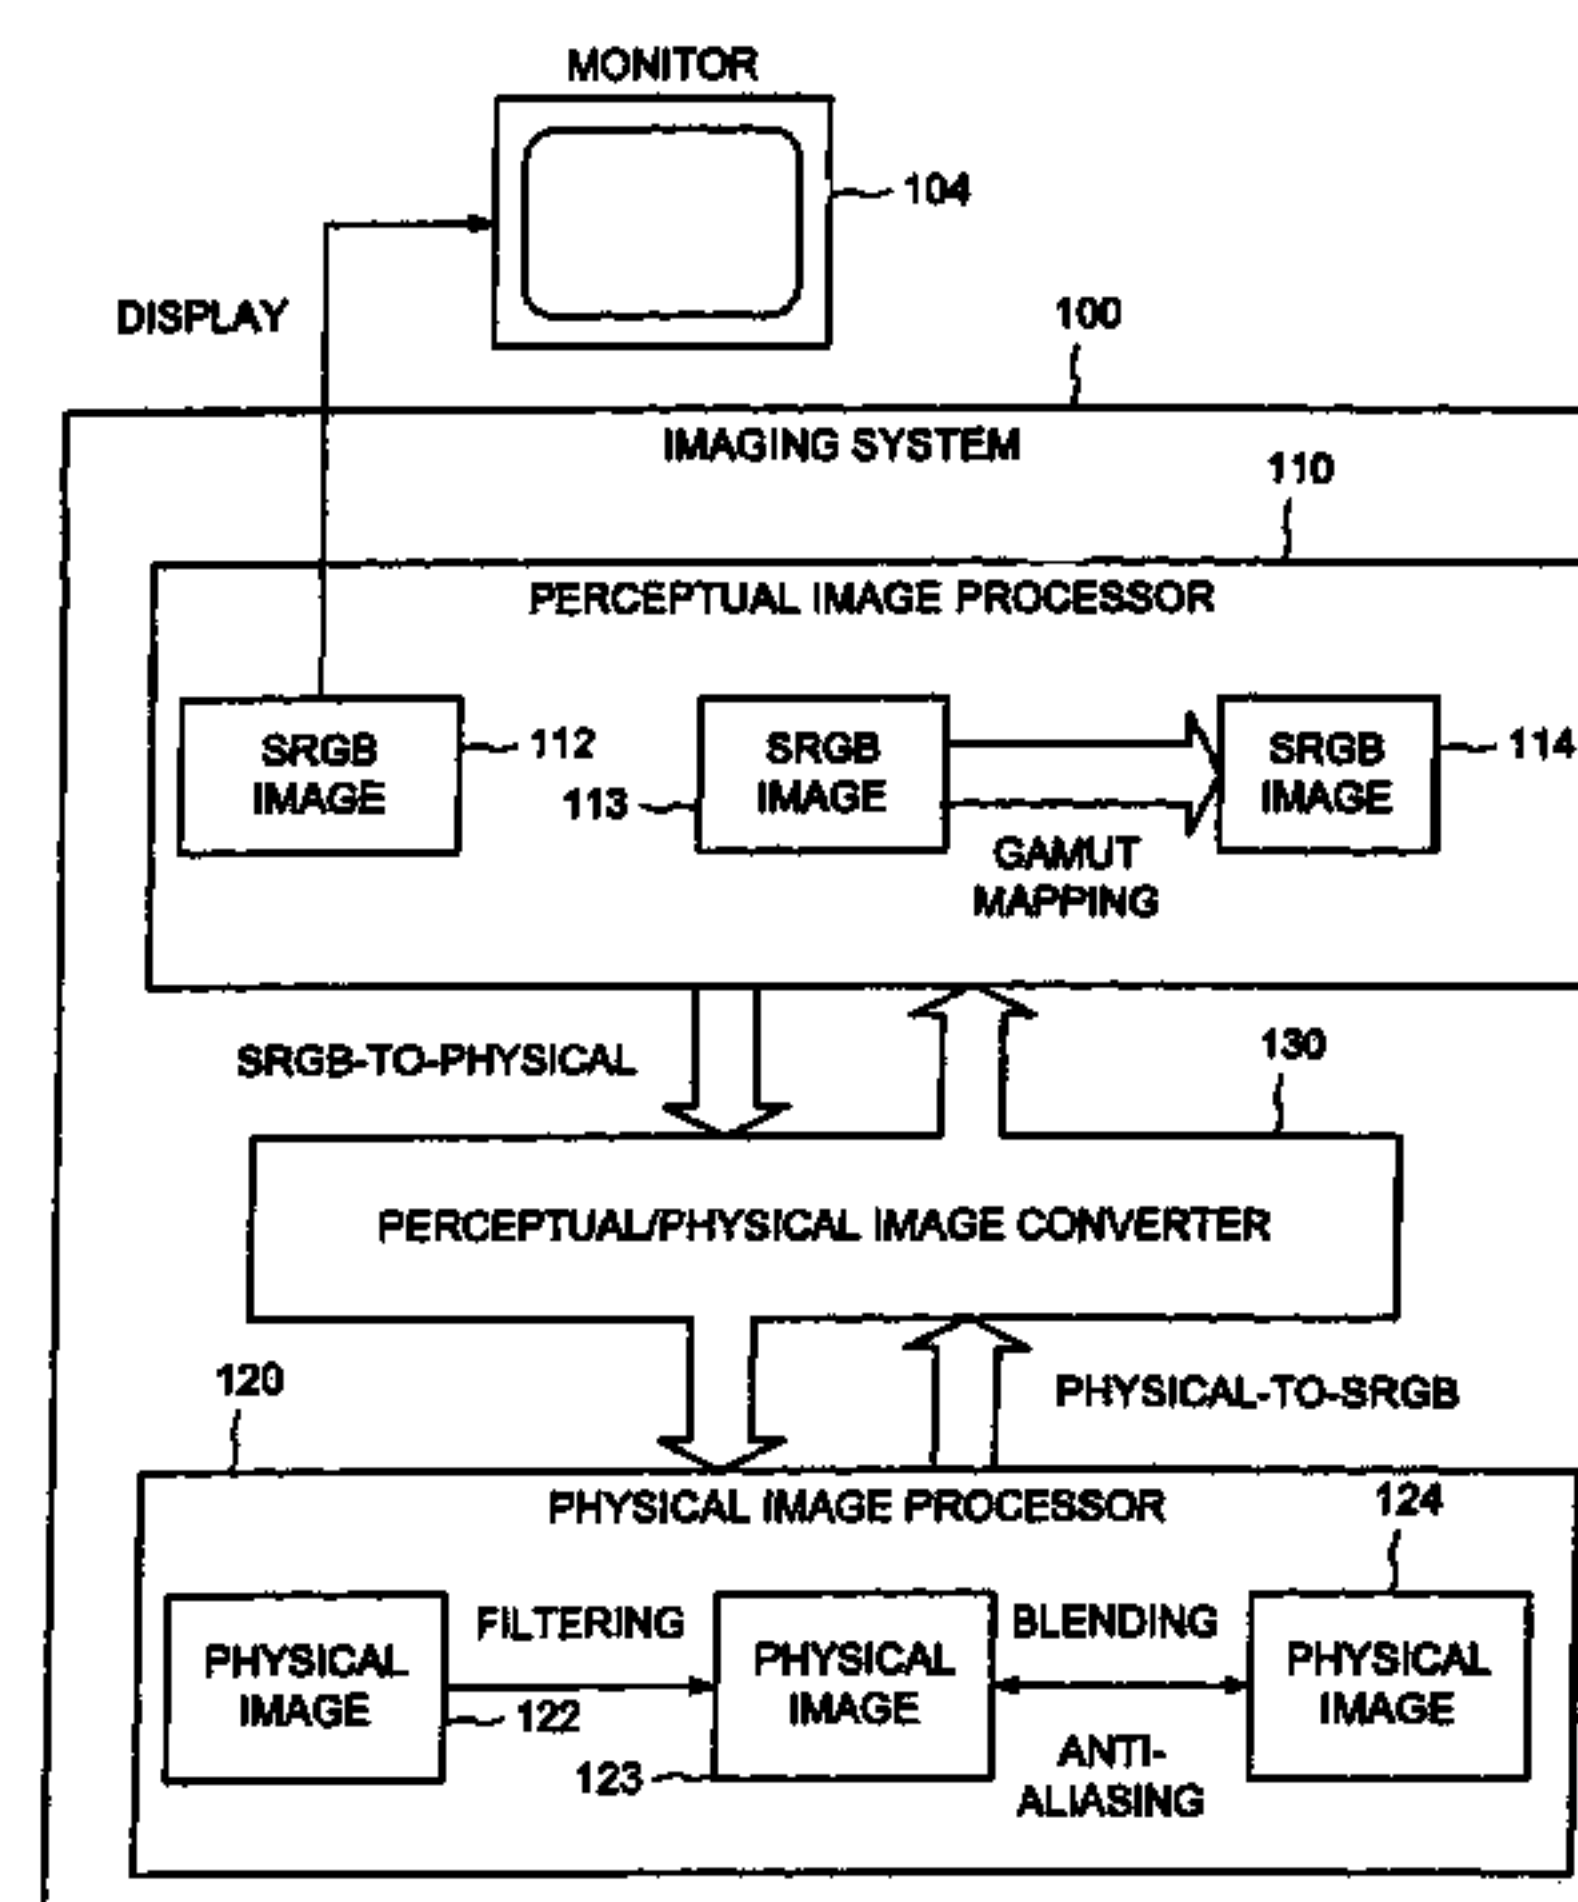 MONITOR
104
DISPLAY
100
IMAGING SYSTEM
110
PERCEPTUAL IMAGE PROCESSOR
SRGB
IMAGE
112
113
SRGB
IMAGE
SRGB
IMAGE
114
GAMUT
MAPPING
SRGB-TO-PHYSICAL
130
PERCEPTUAL/PHYSICAL IMAGE CONVERTER
120
PHYSICAL-TO-SRGB
PHYSICAL IMAGE PROCESSOR
124
PHYSICAL
IMAGE
122
FILTERING
123
PHYSICAL
IMAGE
BLENDING
ANTI-
ALIASING
PHYSICAL
IMAGE